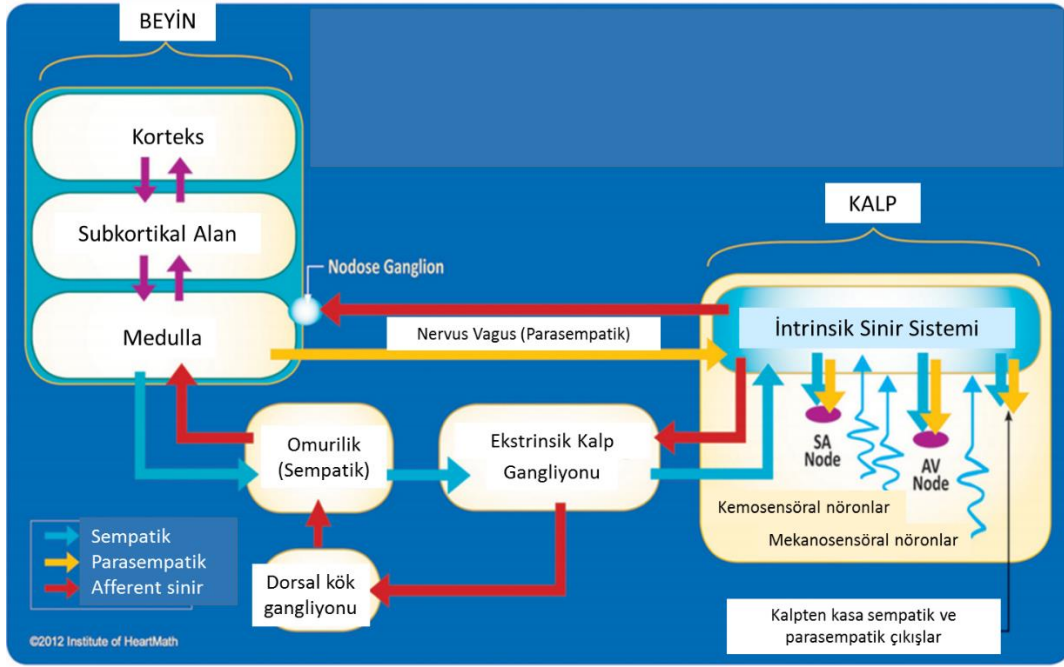 BEYİN
Korteks
Subkortikal Alan
Medulla
Nodose Ganglion
Nervus Vagus (Parasempatik)
KALP
İntrinsik Sinir Sistemi
SA
Node
AV
Node
Kemosensöral nöronlar
Mekanosensöral nöronlar
Omurilik
(Sempatik)
Ekstrinsik Kalp
Gangliyonu
Dorsal kök
gangliyonu
Sempatik
Parasempatik
Afferent sinir
Kalpten kasa sempatik ve
parasempatik çıkışlar
©2012 Institute of HeartMath